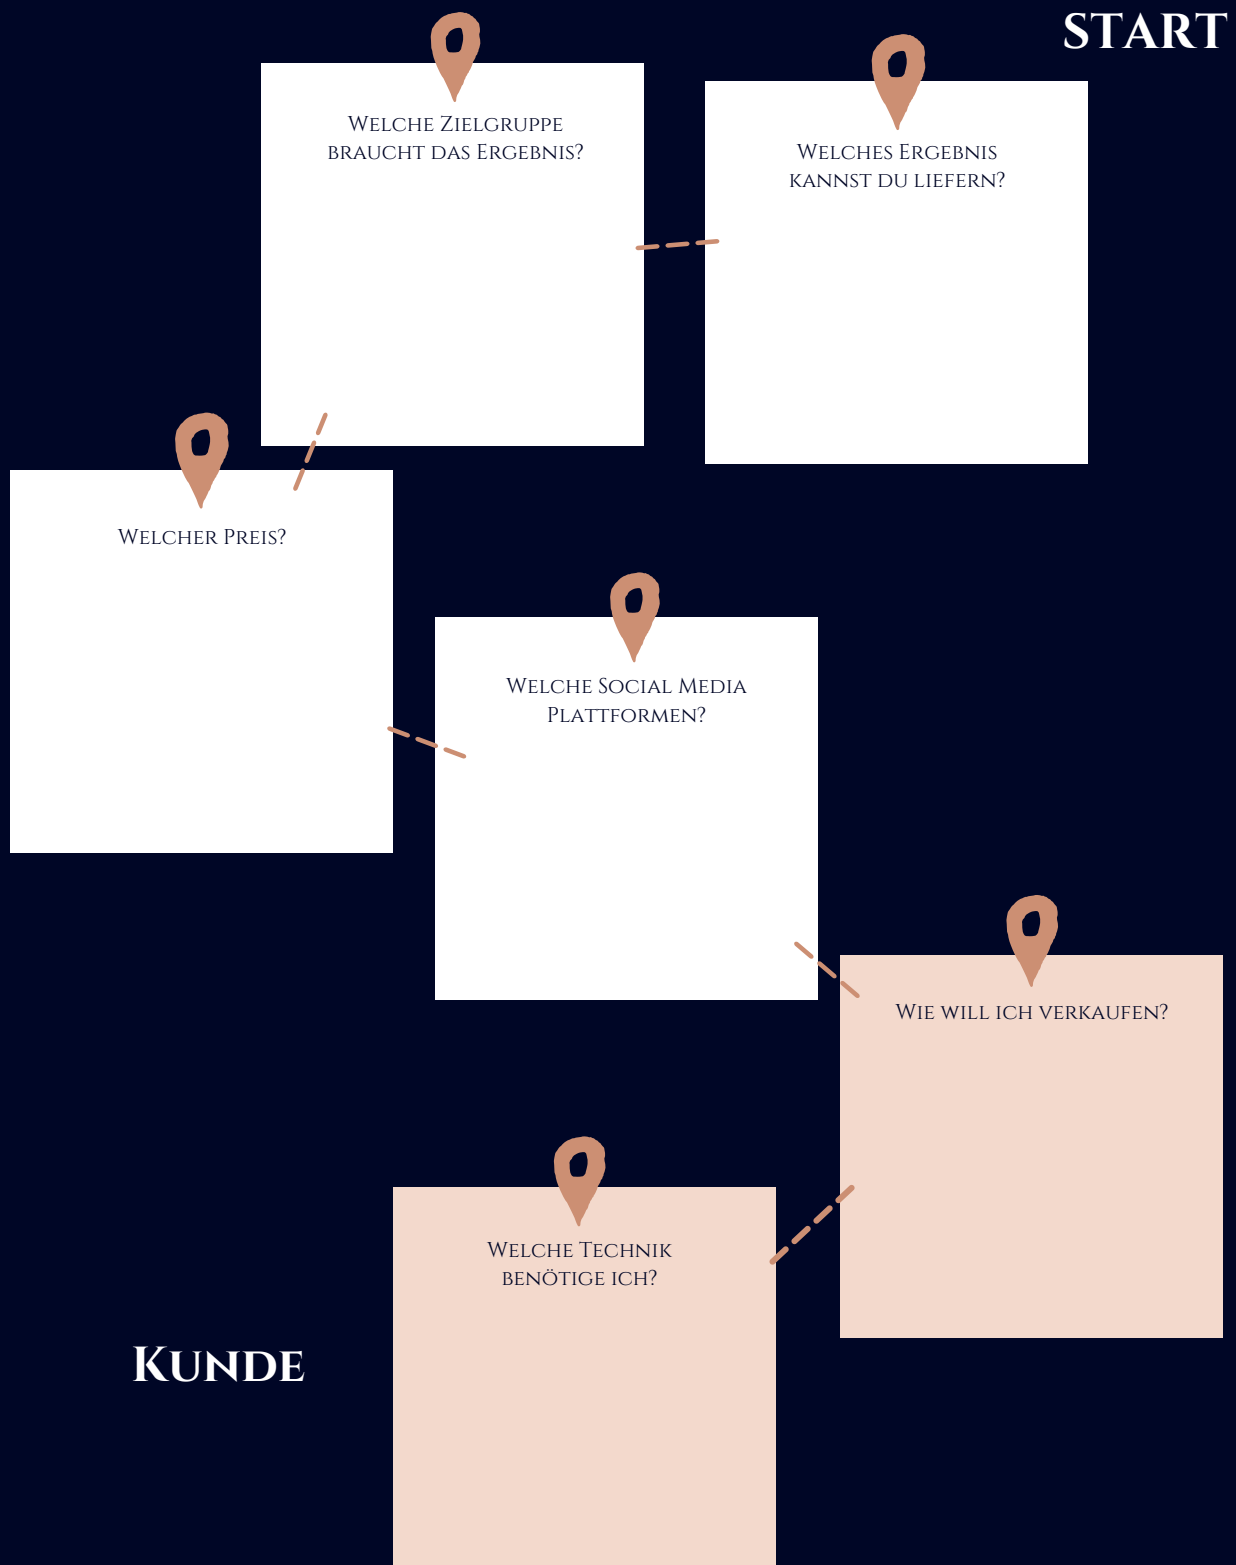 START
Welches Ergebnis
kannst du liefern?
Welche Zielgruppe
braucht das Ergebnis?
Welcher Preis?
Welche Social Media
Plattformen?
Wie will ich verkaufen?
Welche Technik
benötige ich?
Kunde